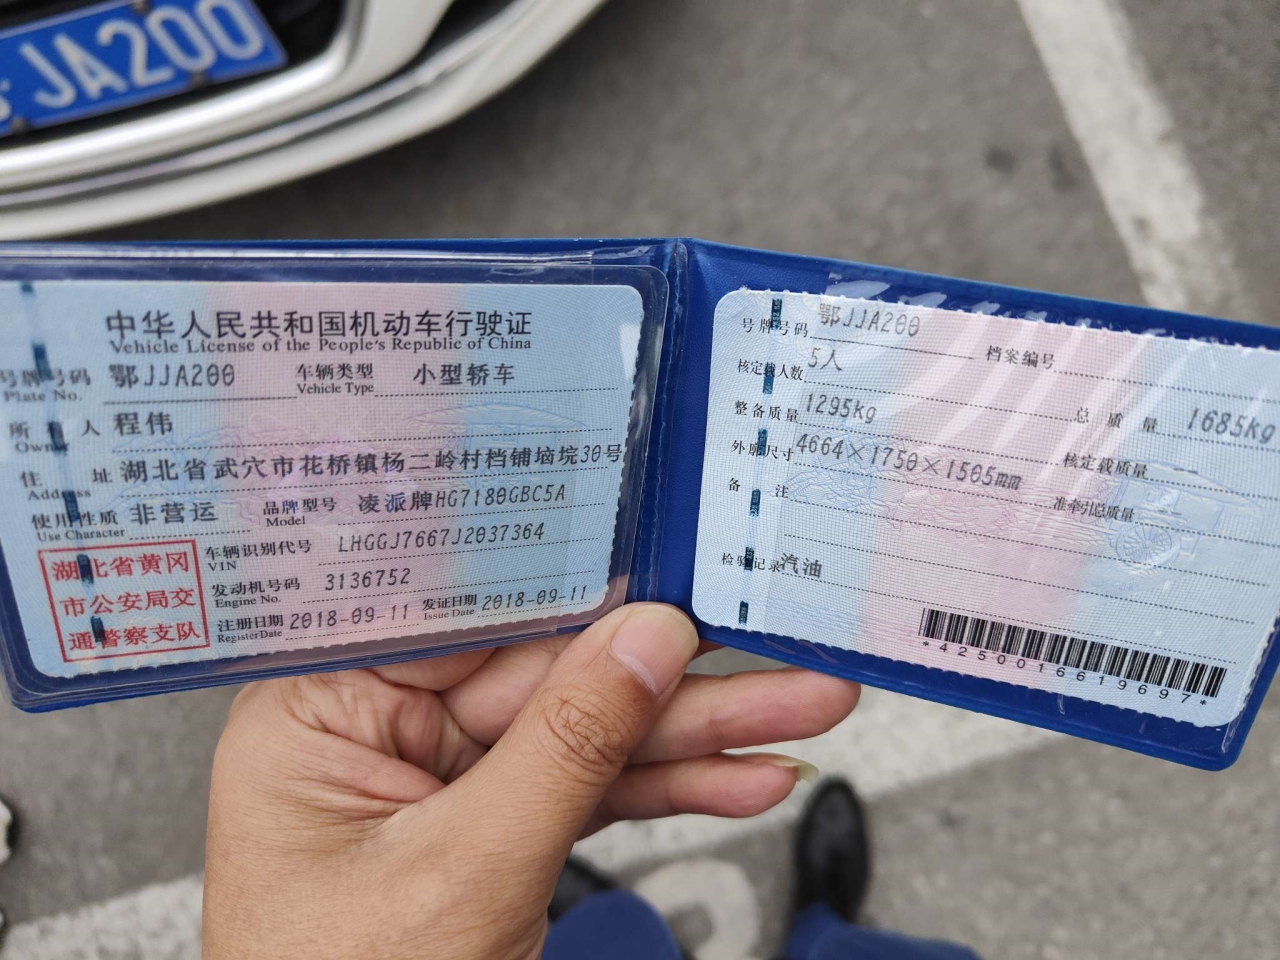 JA200
中华人民共和国机动车行驶证
Vehicle License of the People's Republic of China
号牌号码 鄂JJA200 车辆类型 小型轿车
Plate No. Vehicle Type
所有人 程伟
Owner
住址 湖北省武穴市花桥镇杨二岭村档铺垴垸30号
Address
使用性质 非营运 品牌型号 凌派牌HG7180GBC5A
Use Character Model
湖北省黄冈
市公安局交
通警察支队
车辆识别代号 LHGGJ7667J2037364
VIN
发动机号码 3136752
Engine No.
注册日期 2018-09-11 发证日期 2018-09-11
Register Date Issue Date
号牌号码 鄂JJA200 档案编号
核定载人数 5人 总质量 1685kg
整备质量 1295kg 核定载质量 --
外廓尺寸 4664×1750×1505mm 准牵引总质量 --
备注
检验记录 汽油
*4250016619697*